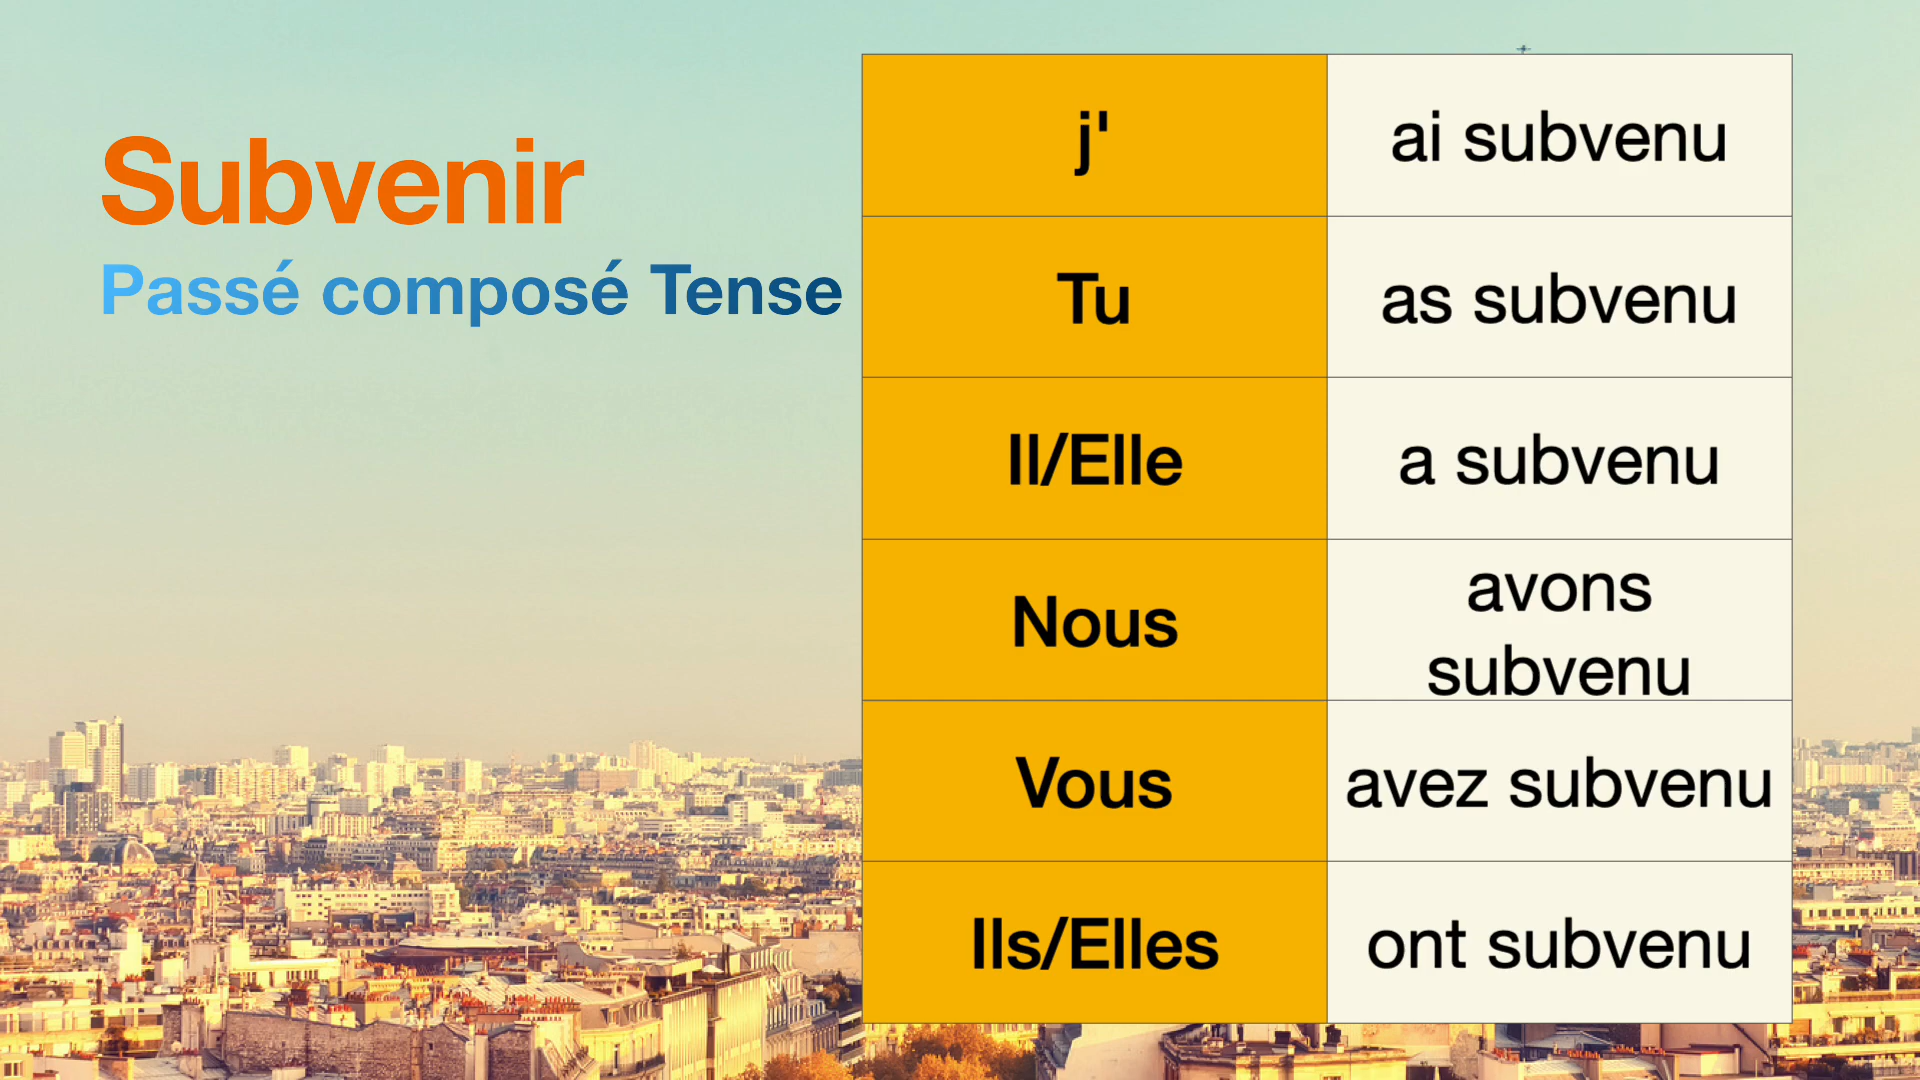 Subvenir
Passé composé Tense
j' ai subvenu
Tu as subvenu
Il/Elle a subvenu
Nous avons
subvenu
Vous avez subvenu
Ils/Elles ont subvenu